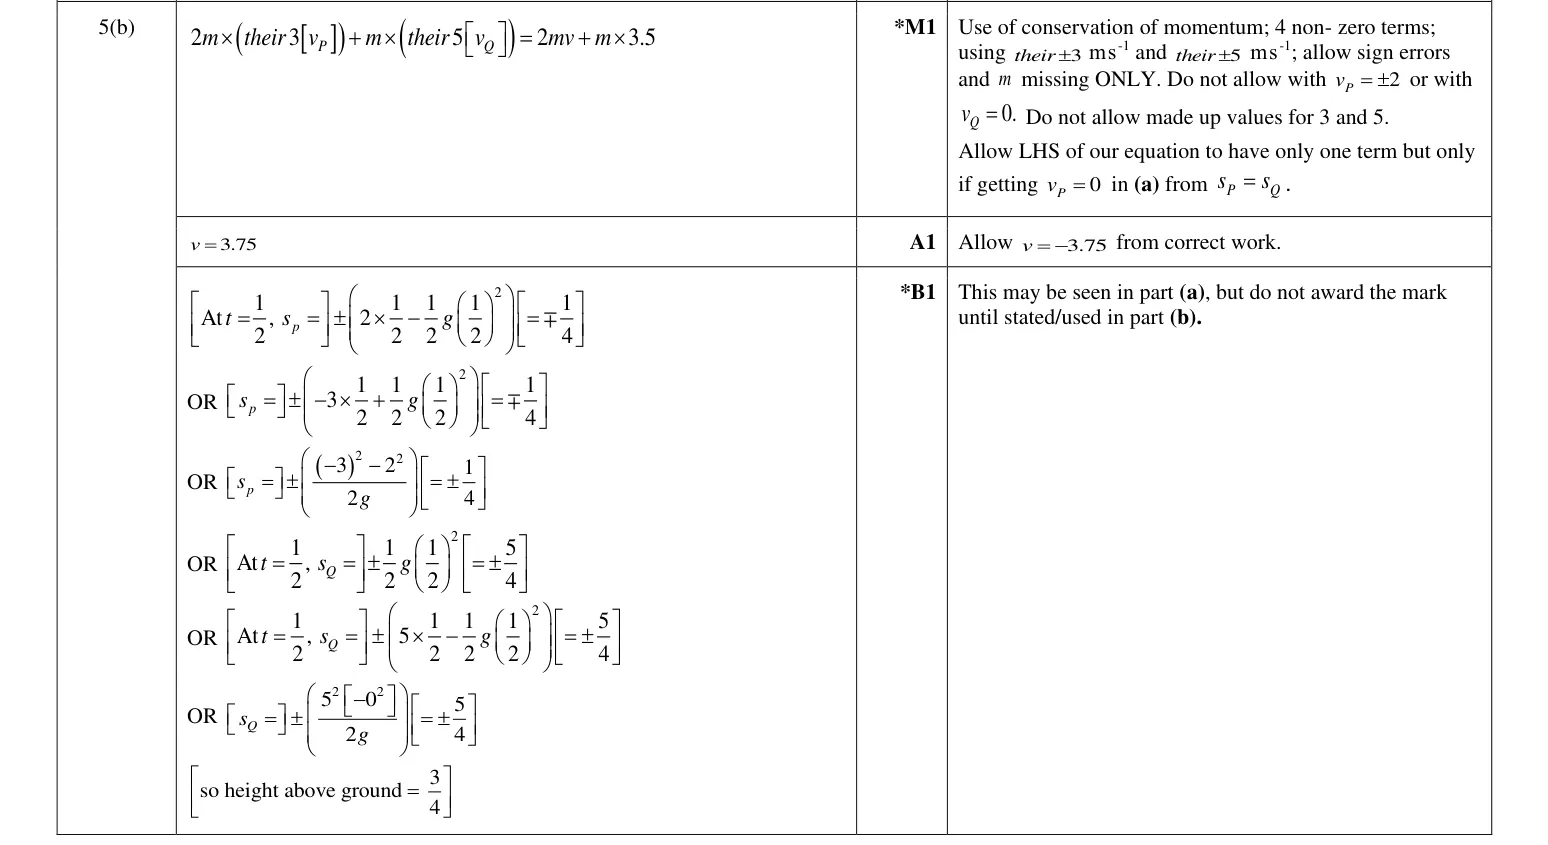 5(b)
2m×(their 3[v_P])+m×(their 5[v_Q])=2mv+m×3.5
*M1
Use of conservation of momentum; 4 non- zero terms;
using their ±3 ms⁻¹ and their ±5 ms⁻¹; allow sign errors
and m missing ONLY. Do not allow with v_P = ±2 or with
v_Q = 0. Do not allow made up values for 3 and 5.
Allow LHS of our equation to have only one term but only
if getting v_P = 0 in (a) from s_P = s_Q .
v = 3.75
A1
Allow v = −3.75 from correct work.
[At t = 1/2, s_p =] ±(2×1/2 − 1/2 g(1/2)²)[= ∓1/4]
*B1
This may be seen in part (a), but do not award the mark
until stated/used in part (b).
OR [s_p =] ±(−3×1/2 + 1/2 g(1/2)²)[= ∓1/4]
OR [s_p =] ±(((−3)² − 2²)/2g)[= ±1/4]
OR [At t = 1/2, s_Q =] ±1/2 g(1/2)²[= ±5/4]
OR [At t = 1/2, s_Q =] ±(5×1/2 − 1/2 g(1/2)²)[= ±5/4]
OR [s_Q =] ±((5²[−0²])/2g)[= ±5/4]
[so height above ground = 3/4]